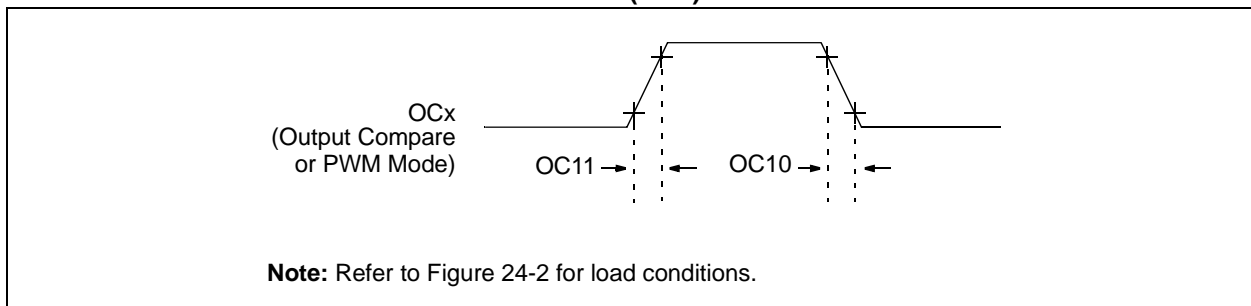 OCx
(Output Compare
or PWM Mode)
OC11
OC10
Note: Refer to Figure 24-2 for load conditions.